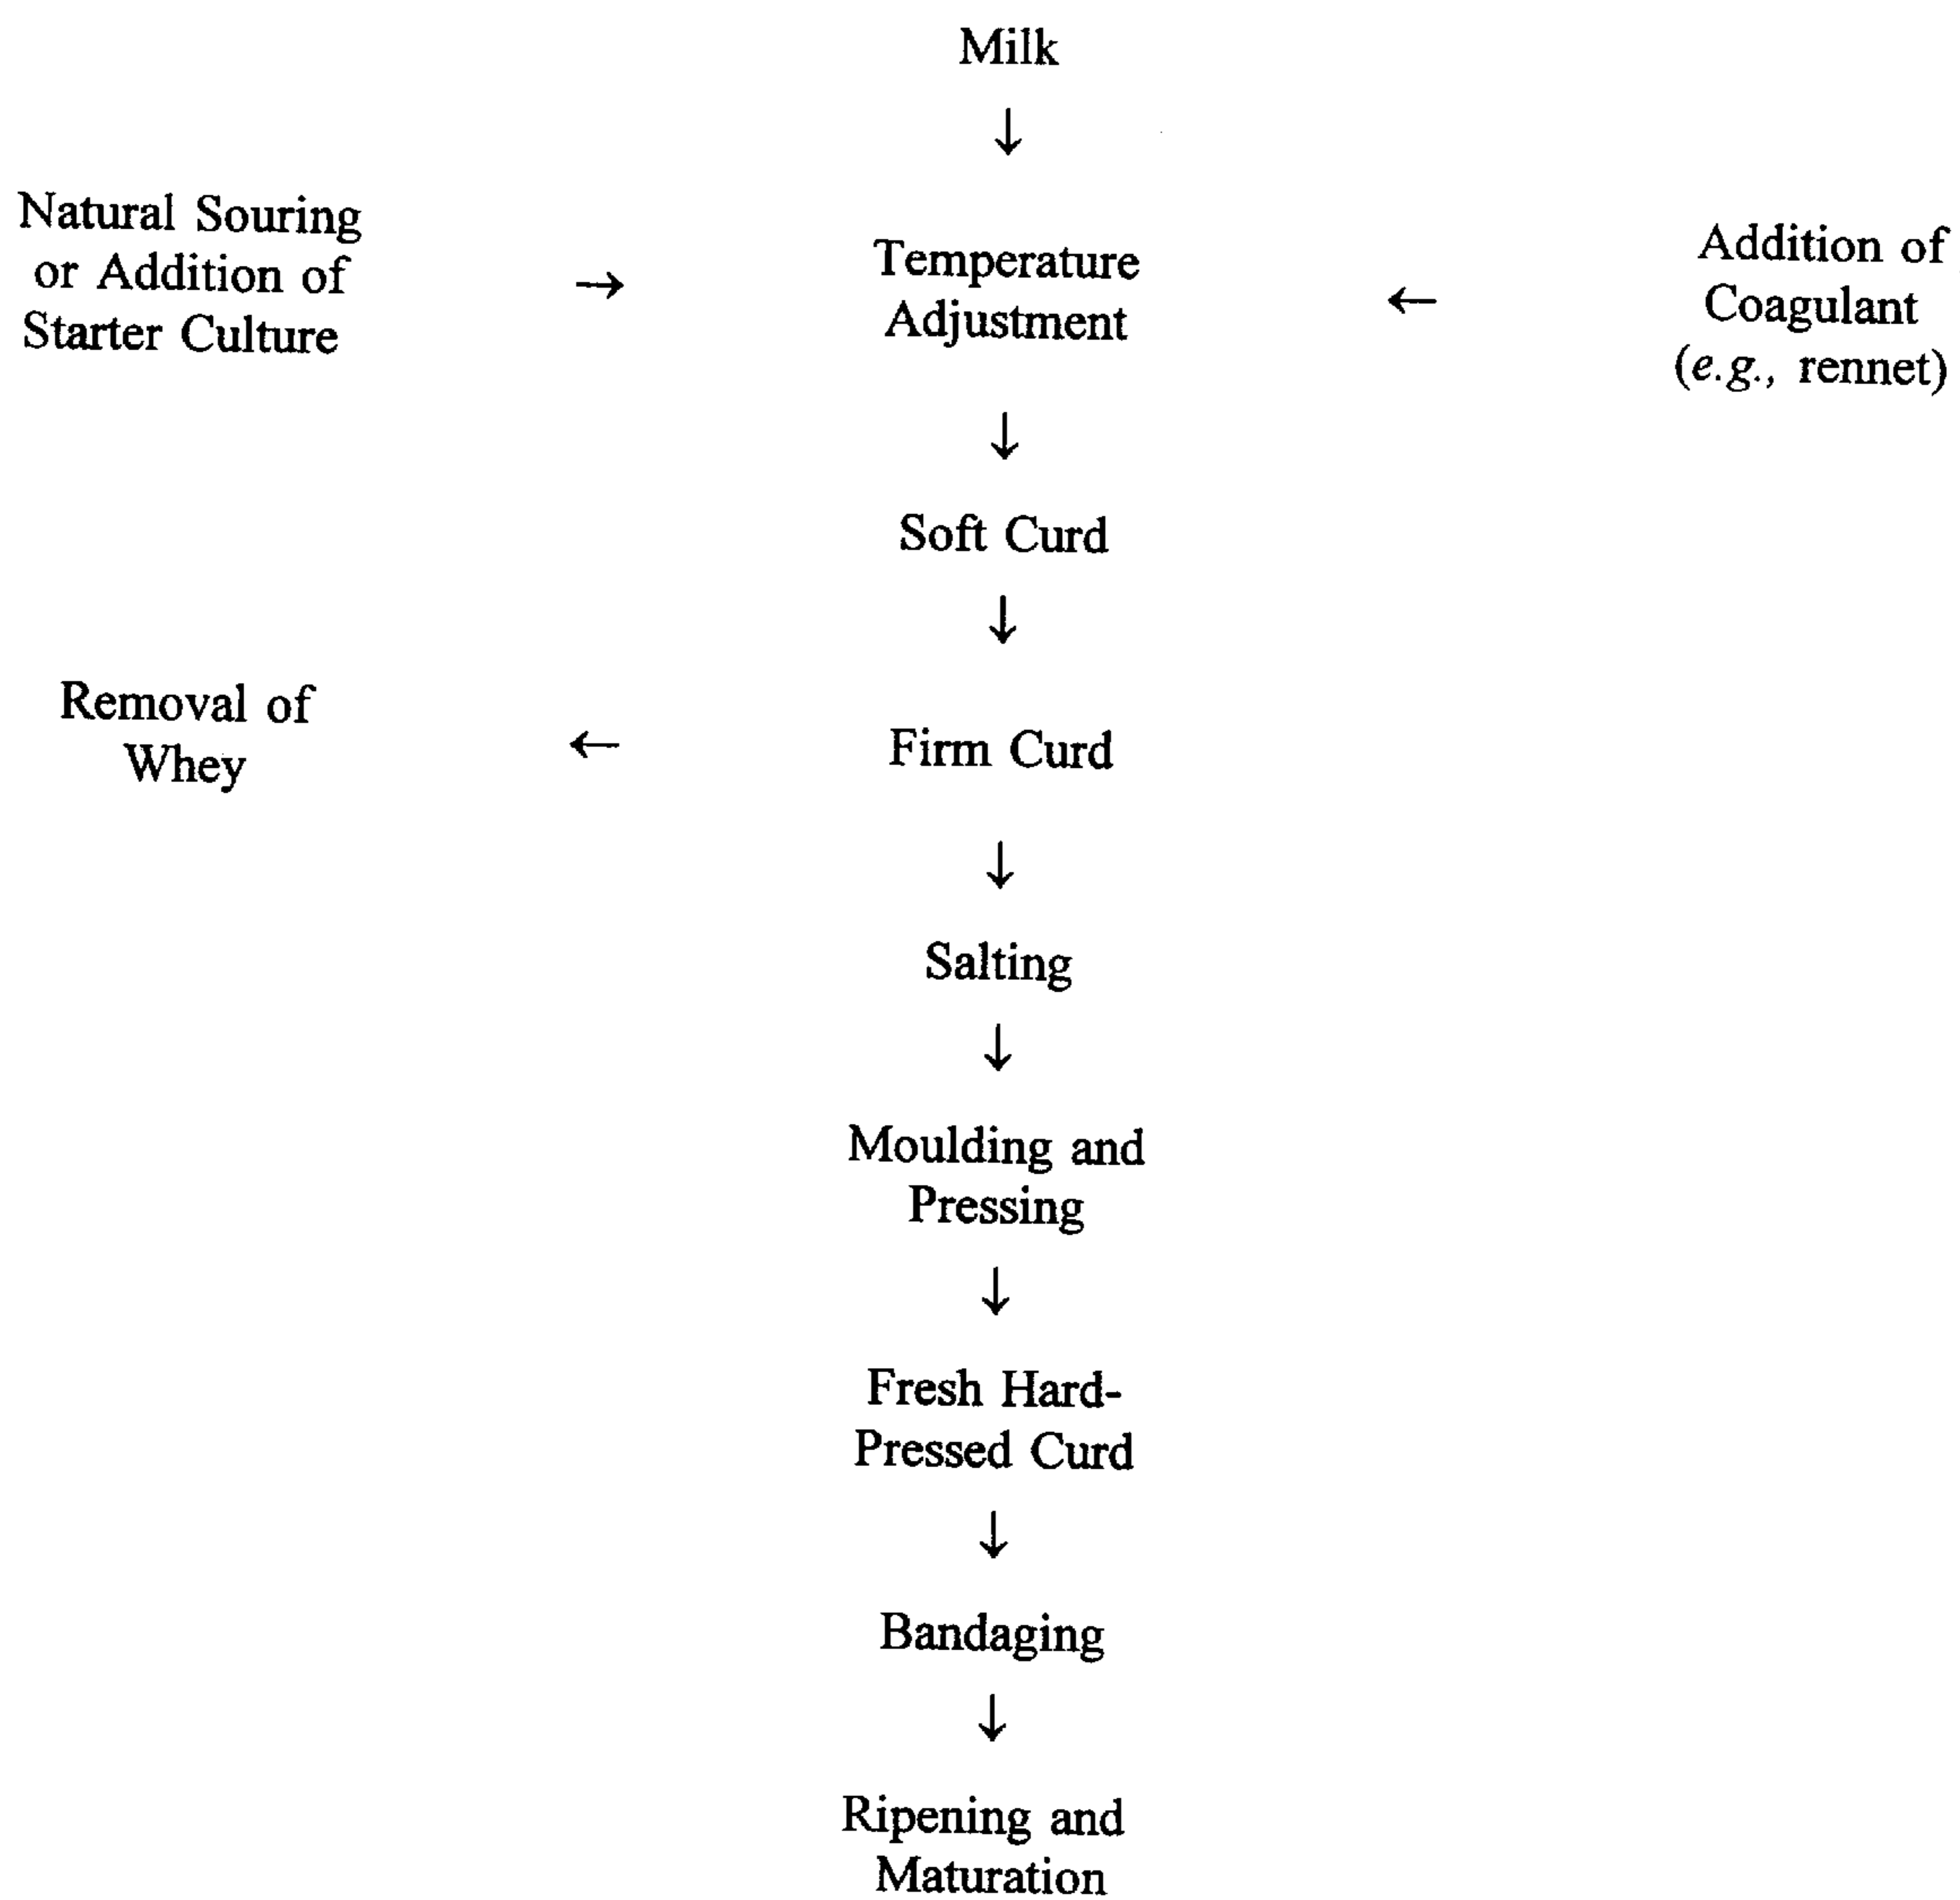 Milk
↓
Natural Souring
or Addition of
Starter Culture
→
Temperature
Adjustment
←
Addition of
Coagulant
(e.g., rennet)
↓
Soft Curd
↓
Removal of
Whey
←
Firm Curd
↓
Salting
↓
Moulding and
Pressing
↓
Fresh Hard-
Pressed Curd
↓
Bandaging
↓
Ripening and
Maturation